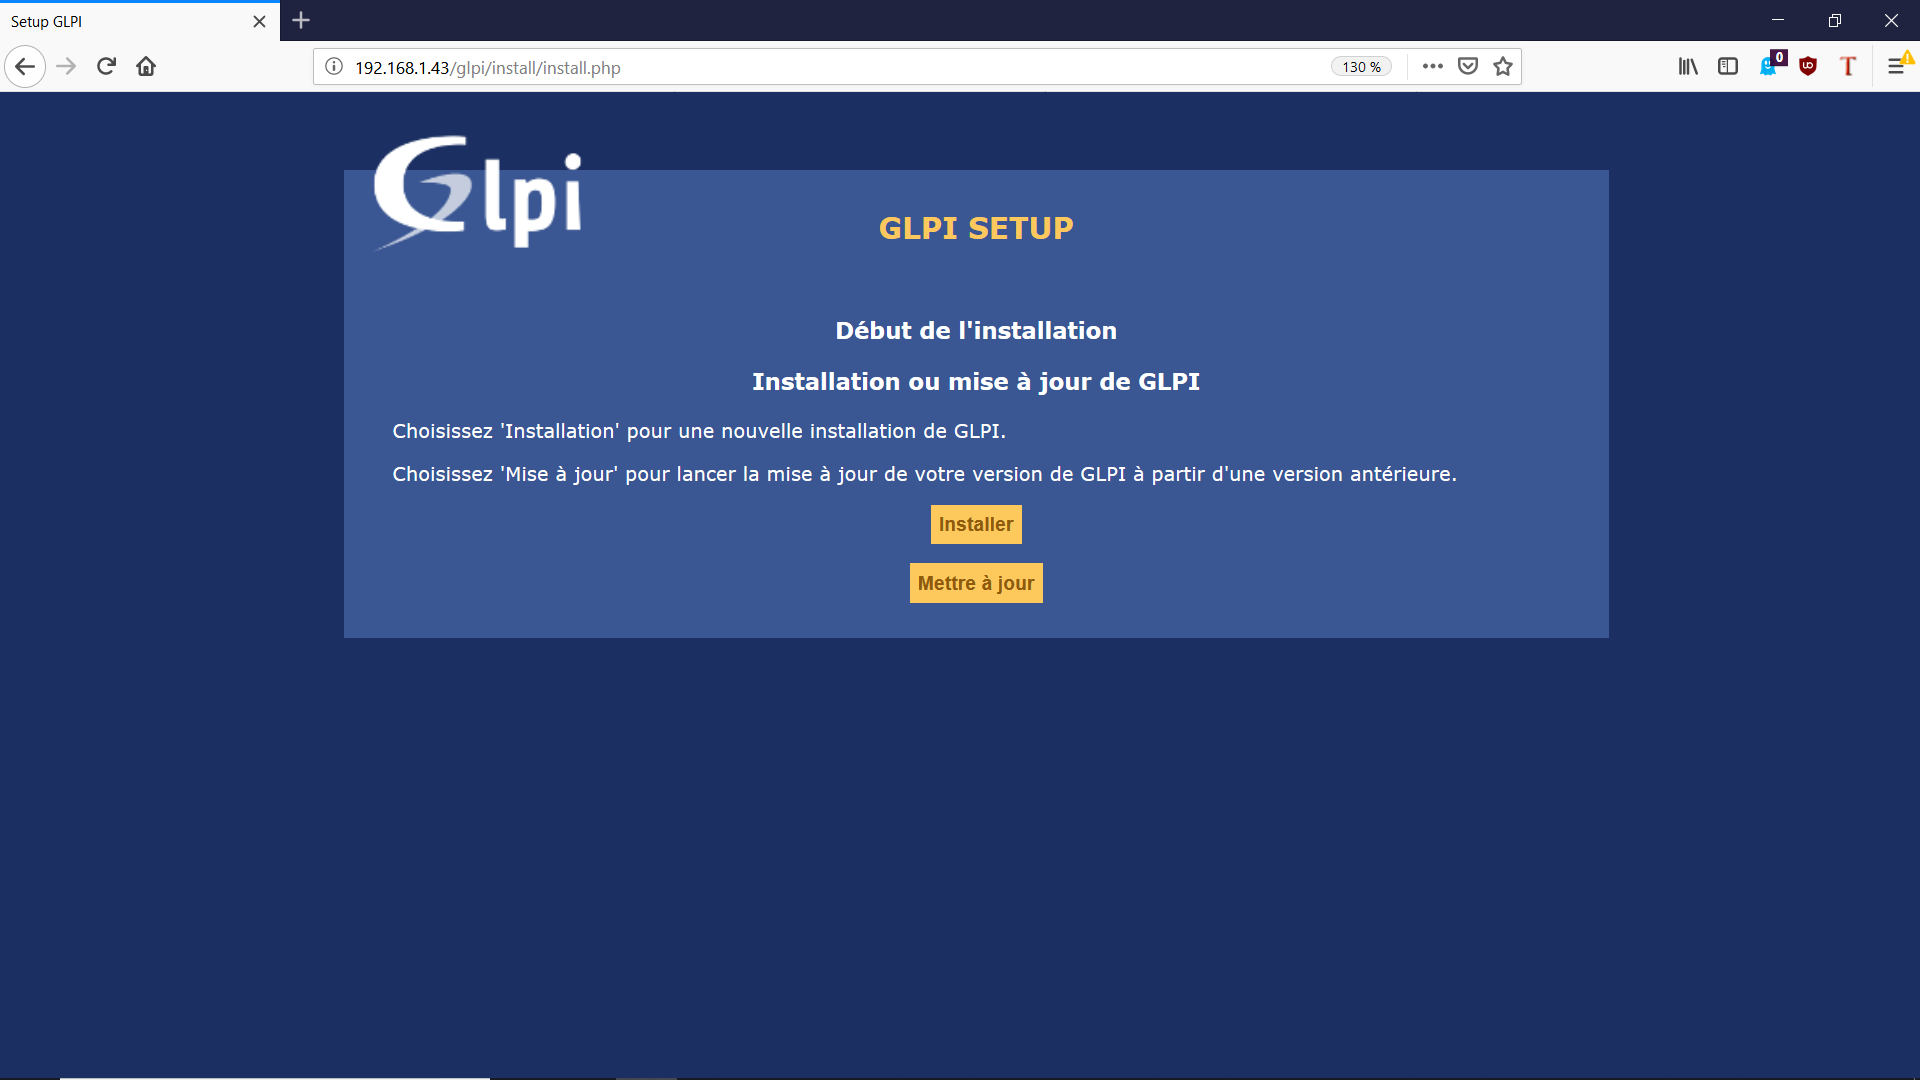 Setup GLPI
192.168.1.43/glpi/install/install.php
130 %
0
T
Glpi
GLPI SETUP
Début de l'installation
Installation ou mise à jour de GLPI
Choisissez 'Installation' pour une nouvelle installation de GLPI.
Choisissez 'Mise à jour' pour lancer la mise à jour de votre version de GLPI à partir d'une version antérieure.
Installer
Mettre à jour